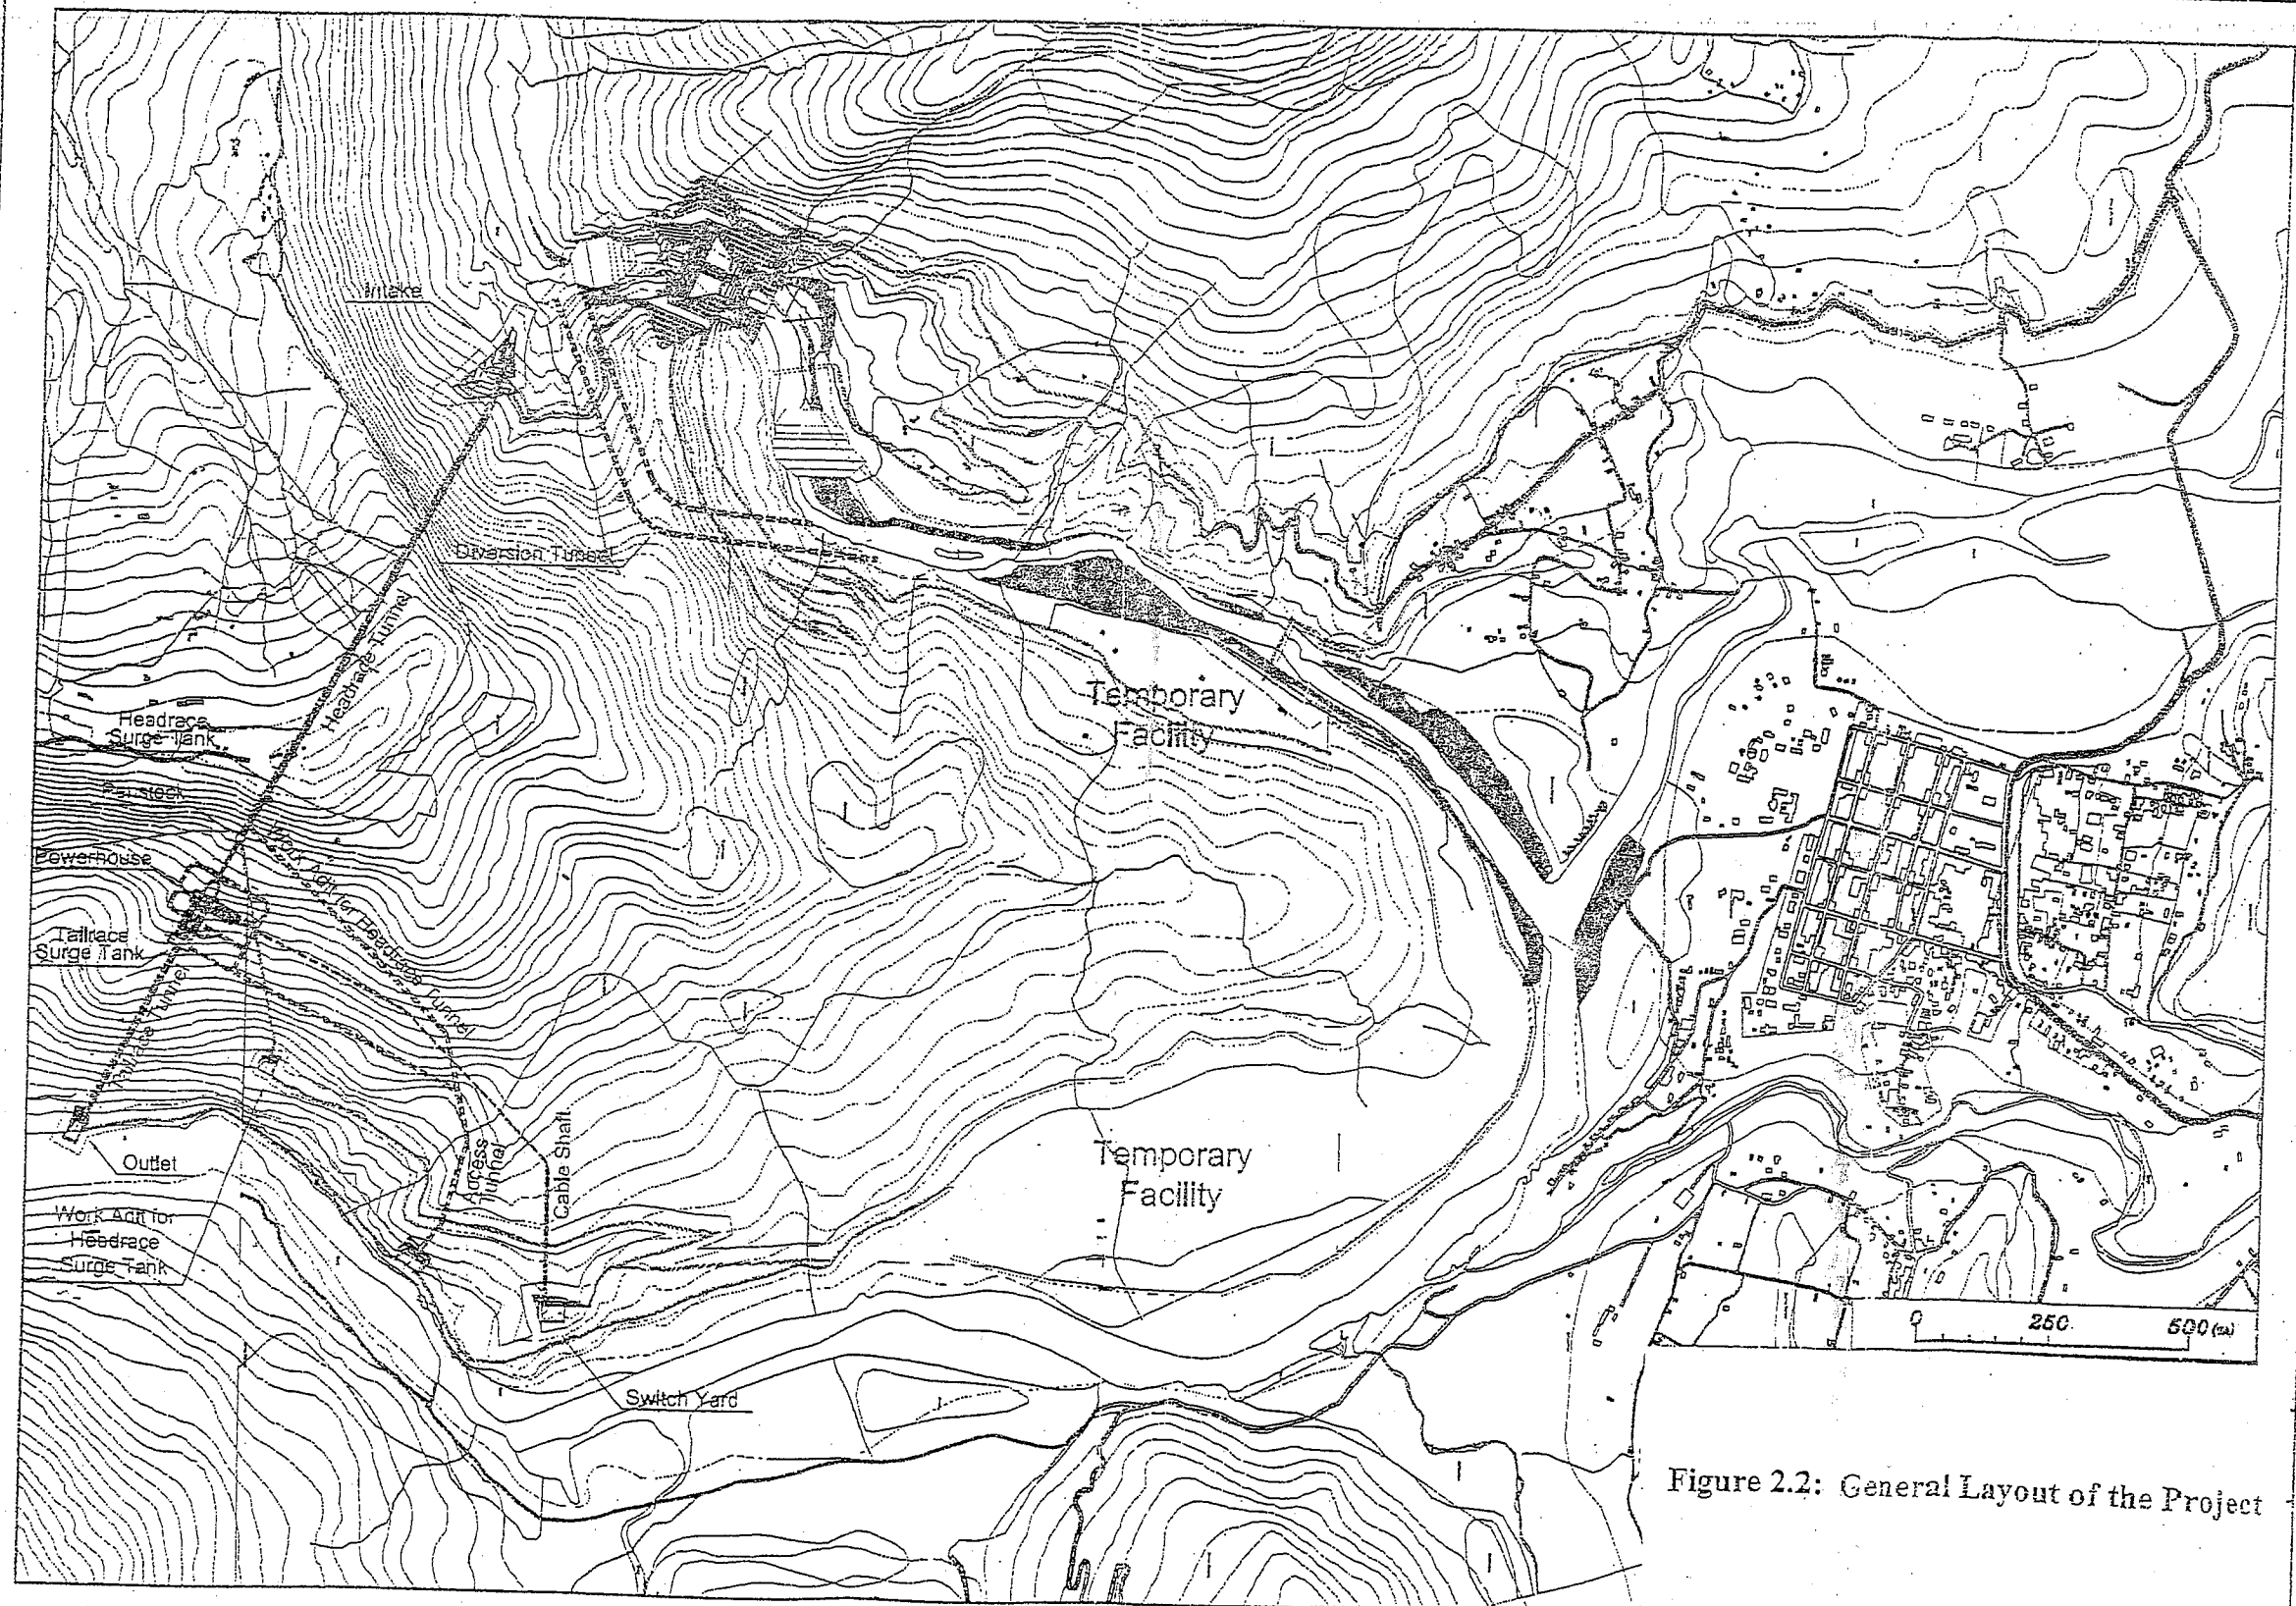 Intake
Diversion Tunnel
Headrace Tunnel
Headrace
Surge Tank
Penstock
Powerhouse
Work Adit for Headrace Tunnel
Tailrace
Surge Tank
Tailrace Tunnel
Outlet
Work Adit for
Headrace
Surge Tank
Access
Tunnel
Cable Shaft
Switch Yard
Temporary
Facility
Temporary
Facility
0 250 500 (m)
Figure 2.2: General Layout of the Project